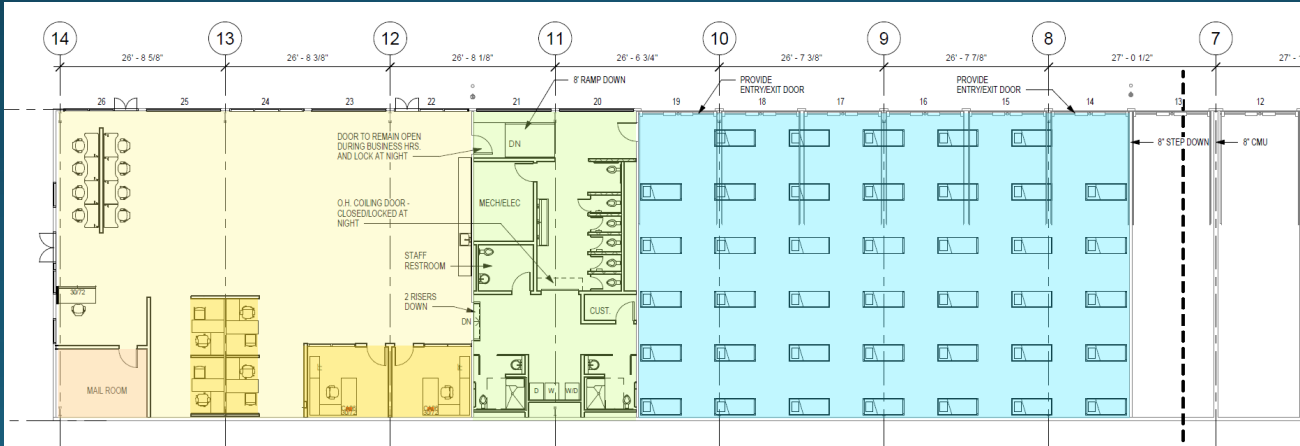 14
13
12
11
10
9
8
7
26' - 8 5/8"
26' - 8 3/8"
26' - 8 1/8"
26' - 6 3/4"
26' - 7 3/8"
26' - 7 7/8"
27' - 0 1/2"
8' RAMP DOWN
PROVIDE
ENTRY/EXIT DOOR
PROVIDE
ENTRY/EXIT DOOR
26
25
24
23
22
21
20
19
18
17
16
15
14
13
12
DOOR TO REMAIN OPEN
DURING BUSINESS HRS.
AND LOCK AT NIGHT
DN
8" STEP DOWN
8" CMU
O.H. COILING DOOR -
CLOSED/LOCKED AT
NIGHT
MECH/ELEC
STAFF
RESTROOM
30/72
2 RISERS
DOWN
DN
CUST.
MAIL ROOM
D
W
W/D